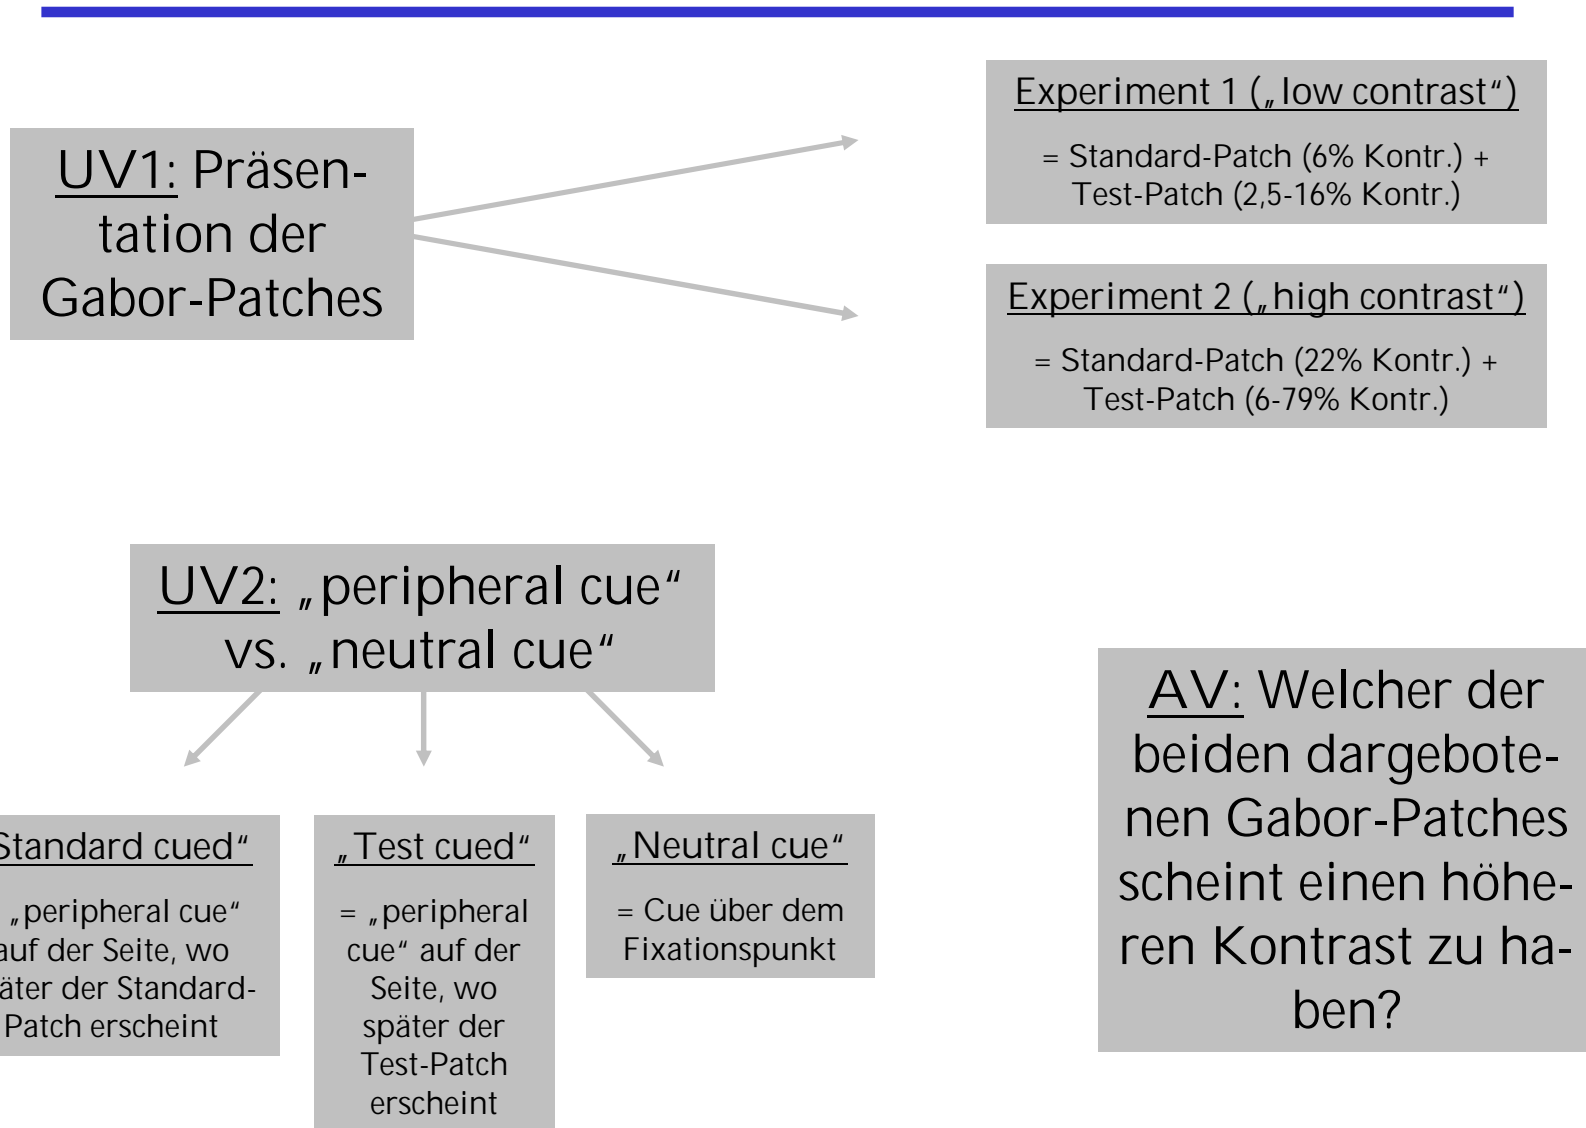 UV1: Präsen-
tation der
Gabor-Patches
Experiment 1 („low contrast“)
= Standard-Patch (6% Kontr.) +
Test-Patch (2,5-16% Kontr.)
Experiment 2 („high contrast“)
= Standard-Patch (22% Kontr.) +
Test-Patch (6-79% Kontr.)
UV2: „peripheral cue“
vs. „neutral cue“
Standard cued“
„peripheral cue“
auf der Seite, wo
äter der Standard-
Patch erscheint
„Test cued“
= „peripheral
cue“ auf der
Seite, wo
später der
Test-Patch
erscheint
„Neutral cue“
= Cue über dem
Fixationspunkt
AV: Welcher der
beiden dargebote-
nen Gabor-Patches
scheint einen höhe-
ren Kontrast zu ha-
ben?